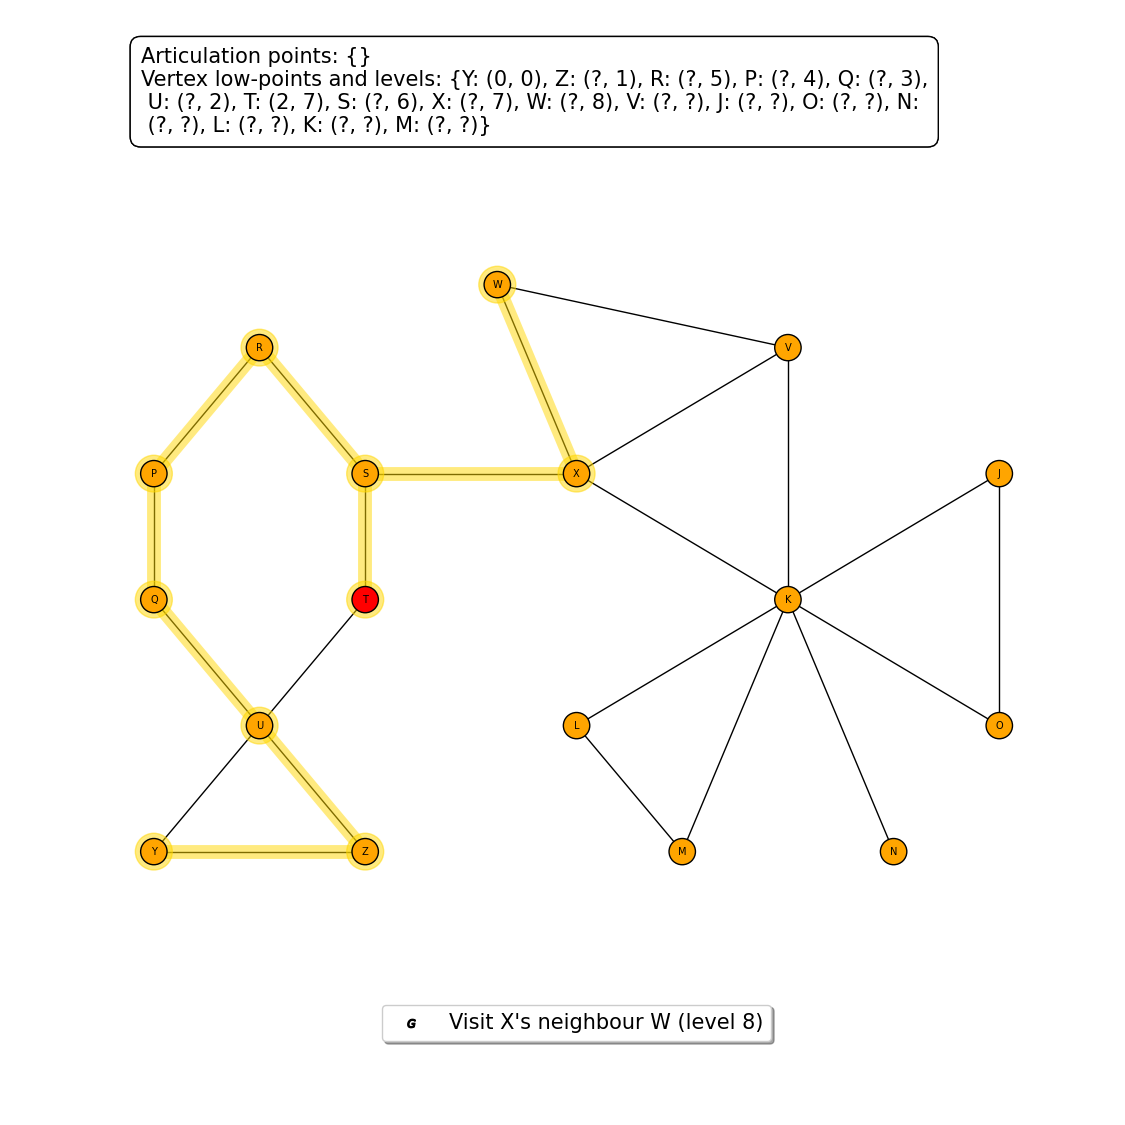 Articulation points: {}
Vertex low-points and levels: {Y: (0, 0), Z: (?, 1), R: (?, 5), P: (?, 4), Q: (?, 3),
U: (?, 2), T: (2, 7), S: (?, 6), X: (?, 7), W: (?, 8), V: (?, ?), J: (?, ?), O: (?, ?), N:
(?, ?), L: (?, ?), K: (?, ?), M: (?, ?)}
W
R
V
P
S
X
J
Q
T
K
U
L
O
Y
Z
M
N
G Visit X's neighbour W (level 8)